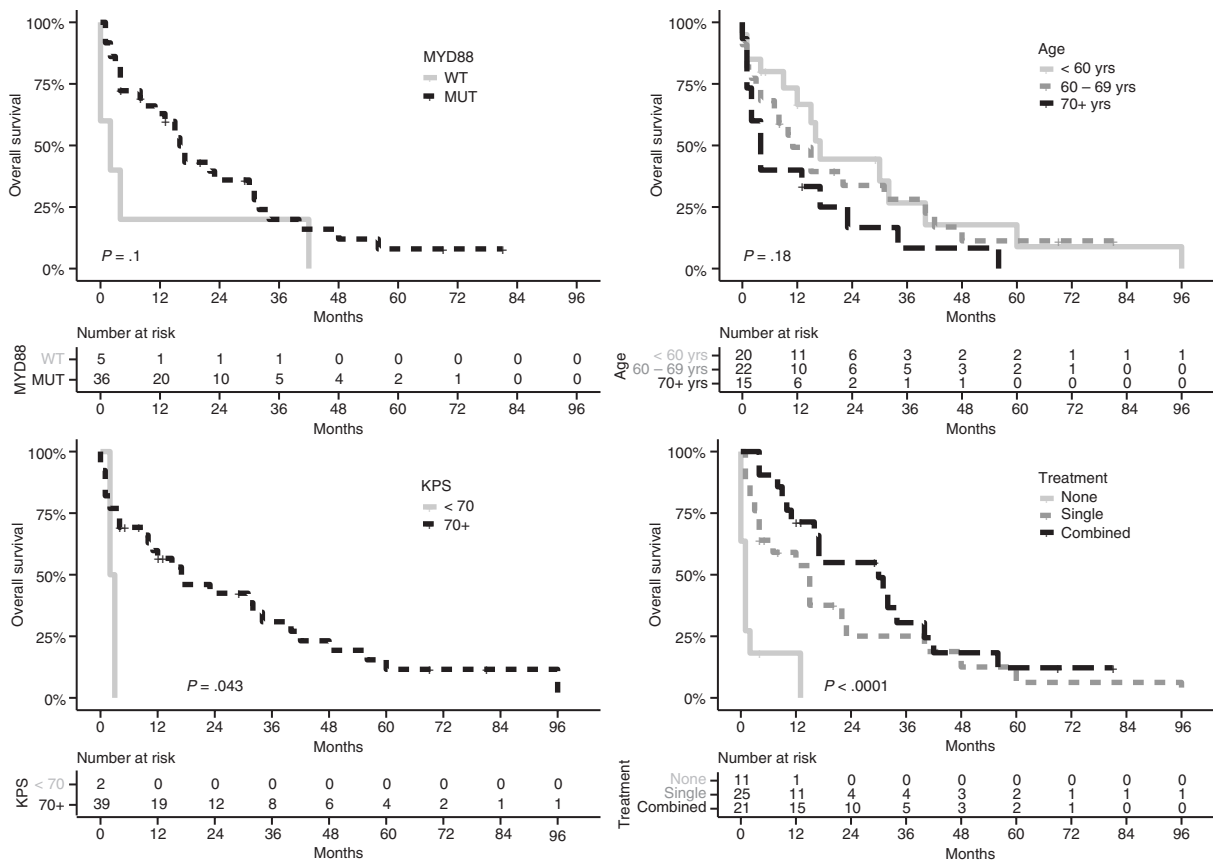 100%
75%
50%
25%
0%
Overall survival
MYD88
WT
MUT
P = .1
0 12 24 36 48 60 72 84 96
Months
Number at risk
MYD88
WT 5 1 1 1 0 0 0 0 0
MUT 36 20 10 5 4 2 1 0 0
0 12 24 36 48 60 72 84 96
Months
100%
75%
50%
25%
0%
Overall survival
Age
< 60 yrs
60 – 69 yrs
70+ yrs
P = .18
0 12 24 36 48 60 72 84 96
Months
Number at risk
Age
< 60 yrs 20 11 6 3 2 2 1 1 1
60 – 69 yrs 22 10 6 5 3 2 1 0 0
70+ yrs 15 6 2 1 1 0 0 0 0
0 12 24 36 48 60 72 84 96
Months
100%
75%
50%
25%
0%
Overall survival
KPS
< 70
70+
P = .043
0 12 24 36 48 60 72 84 96
Months
Number at risk
KPS
< 70 2 0 0 0 0 0 0 0 0
70+ 39 19 12 8 6 4 2 1 1
0 12 24 36 48 60 72 84 96
Months
100%
75%
50%
25%
0%
Overall survival
Treatment
None
Single
Combined
P < .0001
0 12 24 36 48 60 72 84 96
Months
Number at risk
Treatment
None 11 1 0 0 0 0 0 0 0
Single 25 11 4 4 3 2 1 1 1
Combined 21 15 10 5 3 2 1 0 0
0 12 24 36 48 60 72 84 96
Months